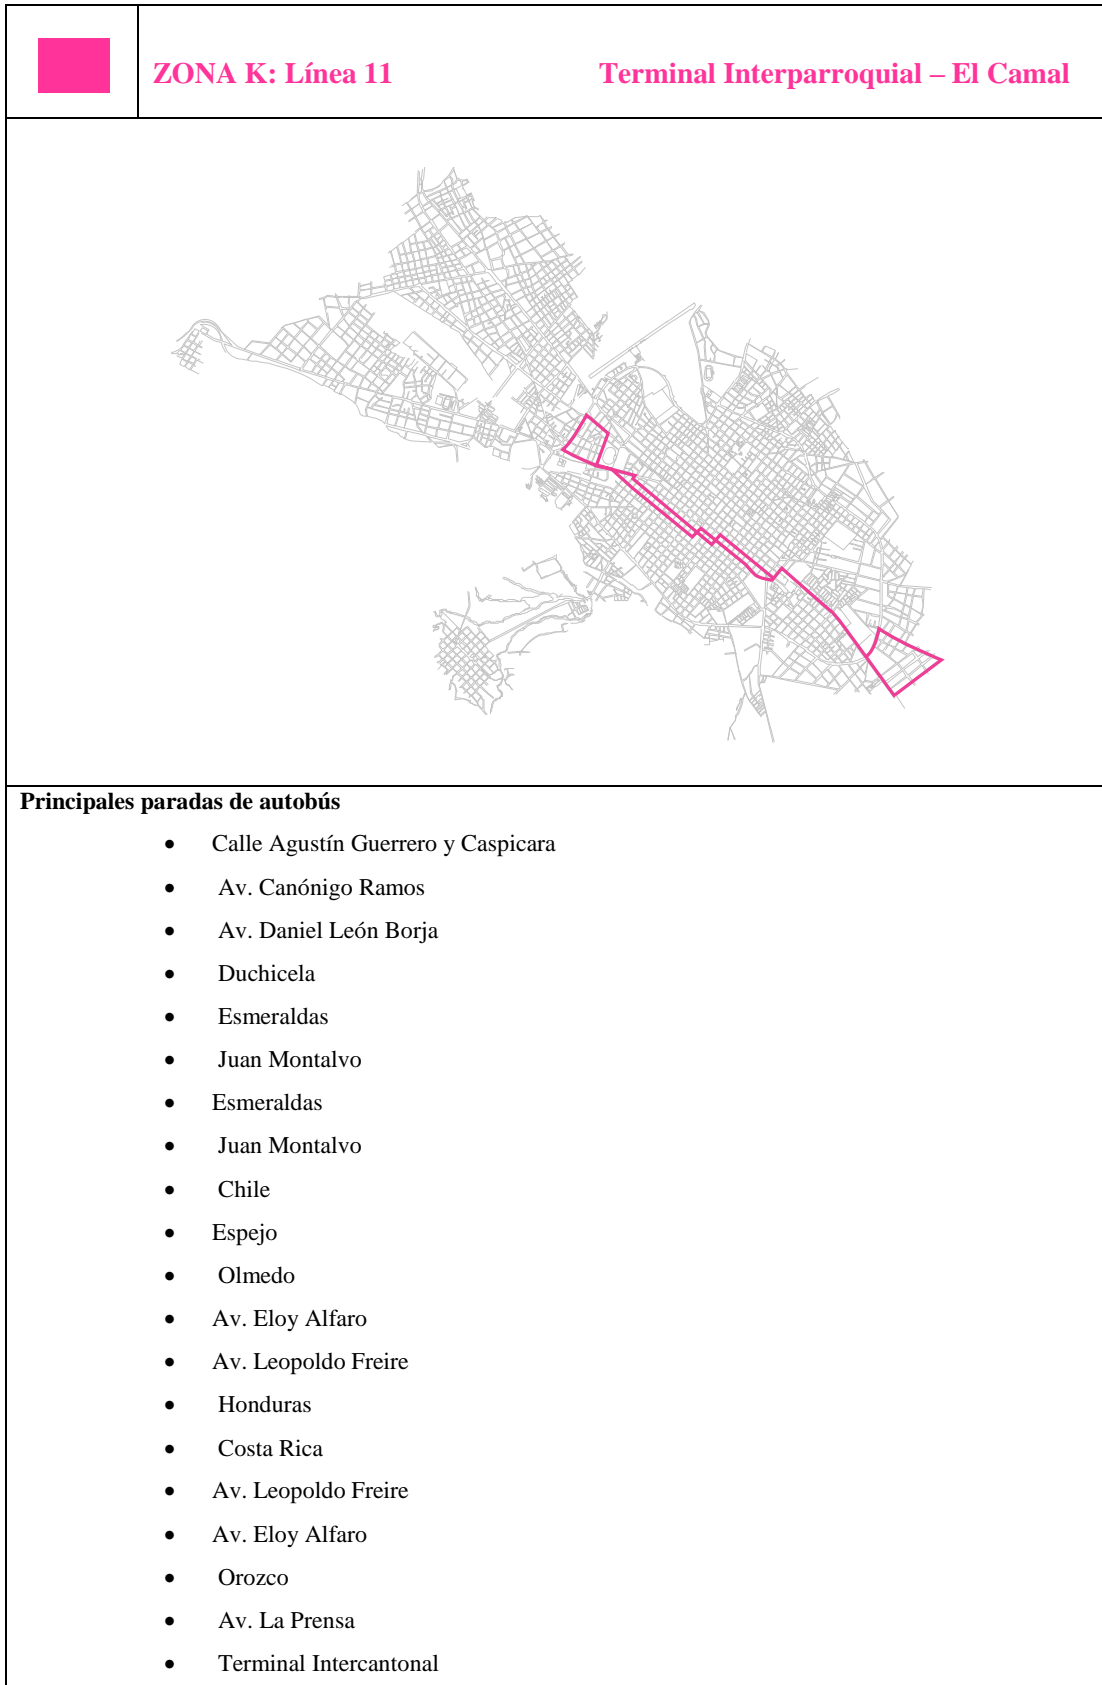 ZONA K: Línea 11 Terminal Interparroquial – El Camal
Principales paradas de autobús
• Calle Agustín Guerrero y Caspicara
• Av. Canónigo Ramos
• Av. Daniel León Borja
• Duchicela
• Esmeraldas
• Juan Montalvo
• Esmeraldas
• Juan Montalvo
• Chile
• Espejo
• Olmedo
• Av. Eloy Alfaro
• Av. Leopoldo Freire
• Honduras
• Costa Rica
• Av. Leopoldo Freire
• Av. Eloy Alfaro
• Orozco
• Av. La Prensa
• Terminal Intercantonal